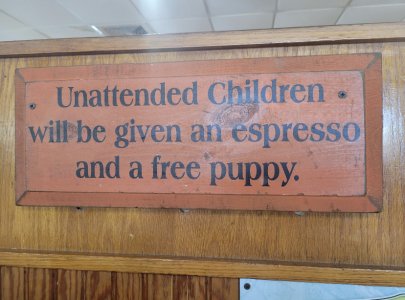 Unattended Children
will be given an espresso
and a free puppy.